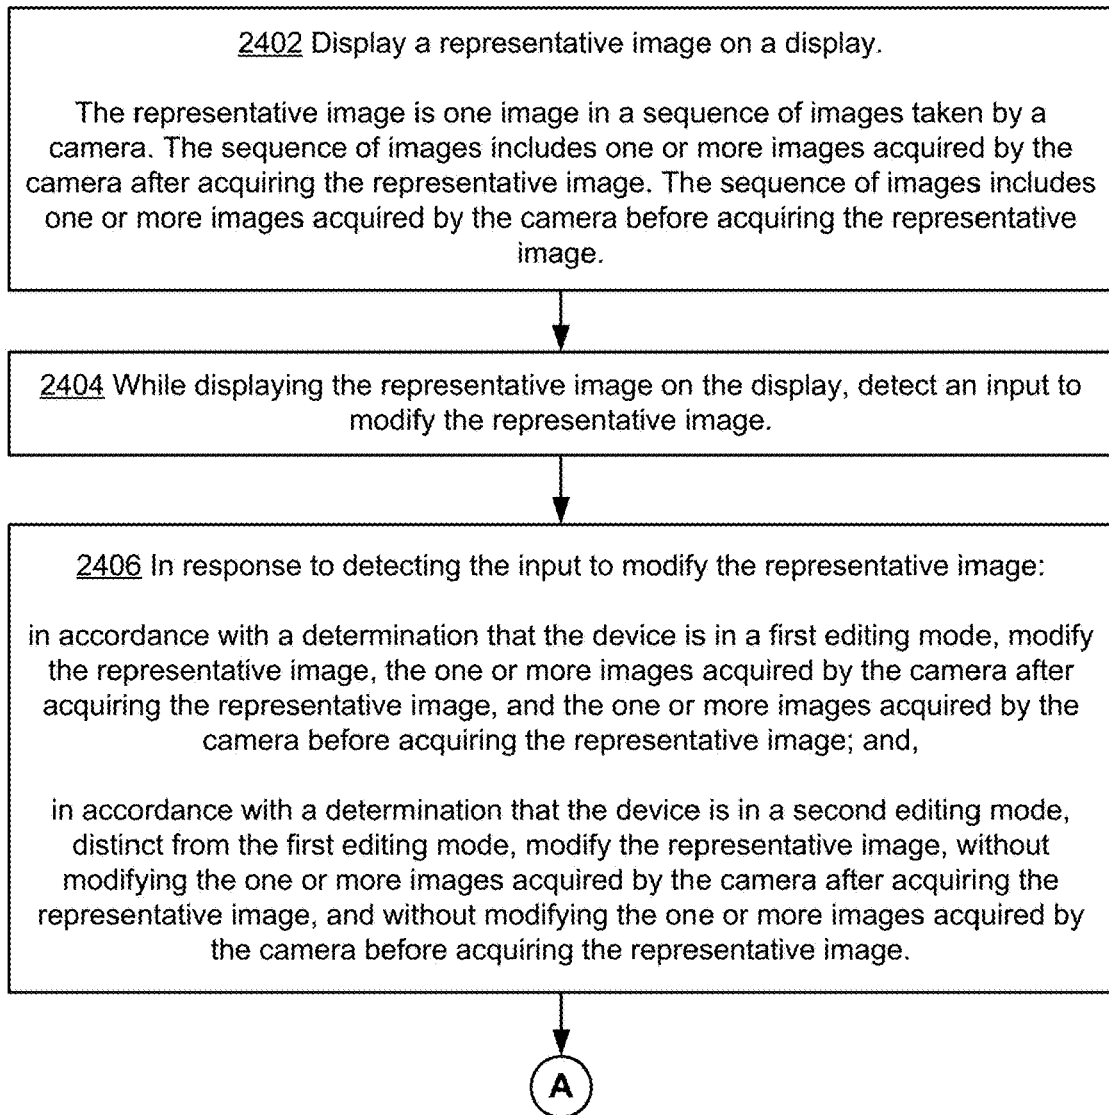 2402 Display a representative image on a display.
The representative image is one image in a sequence of images taken by a
camera. The sequence of images includes one or more images acquired by the
camera after acquiring the representative image. The sequence of images includes
one or more images acquired by the camera before acquiring the representative
image.
2404 While displaying the representative image on the display, detect an input to
modify the representative image.
2406 In response to detecting the input to modify the representative image:
in accordance with a determination that the device is in a first editing mode, modify
the representative image, the one or more images acquired by the camera after
acquiring the representative image, and the one or more images acquired by the
camera before acquiring the representative image; and,
in accordance with a determination that the device is in a second editing mode,
distinct from the first editing mode, modify the representative image, without
modifying the one or more images acquired by the camera after acquiring the
representative image, and without modifying the one or more images acquired by
the camera before acquiring the representative image.
A